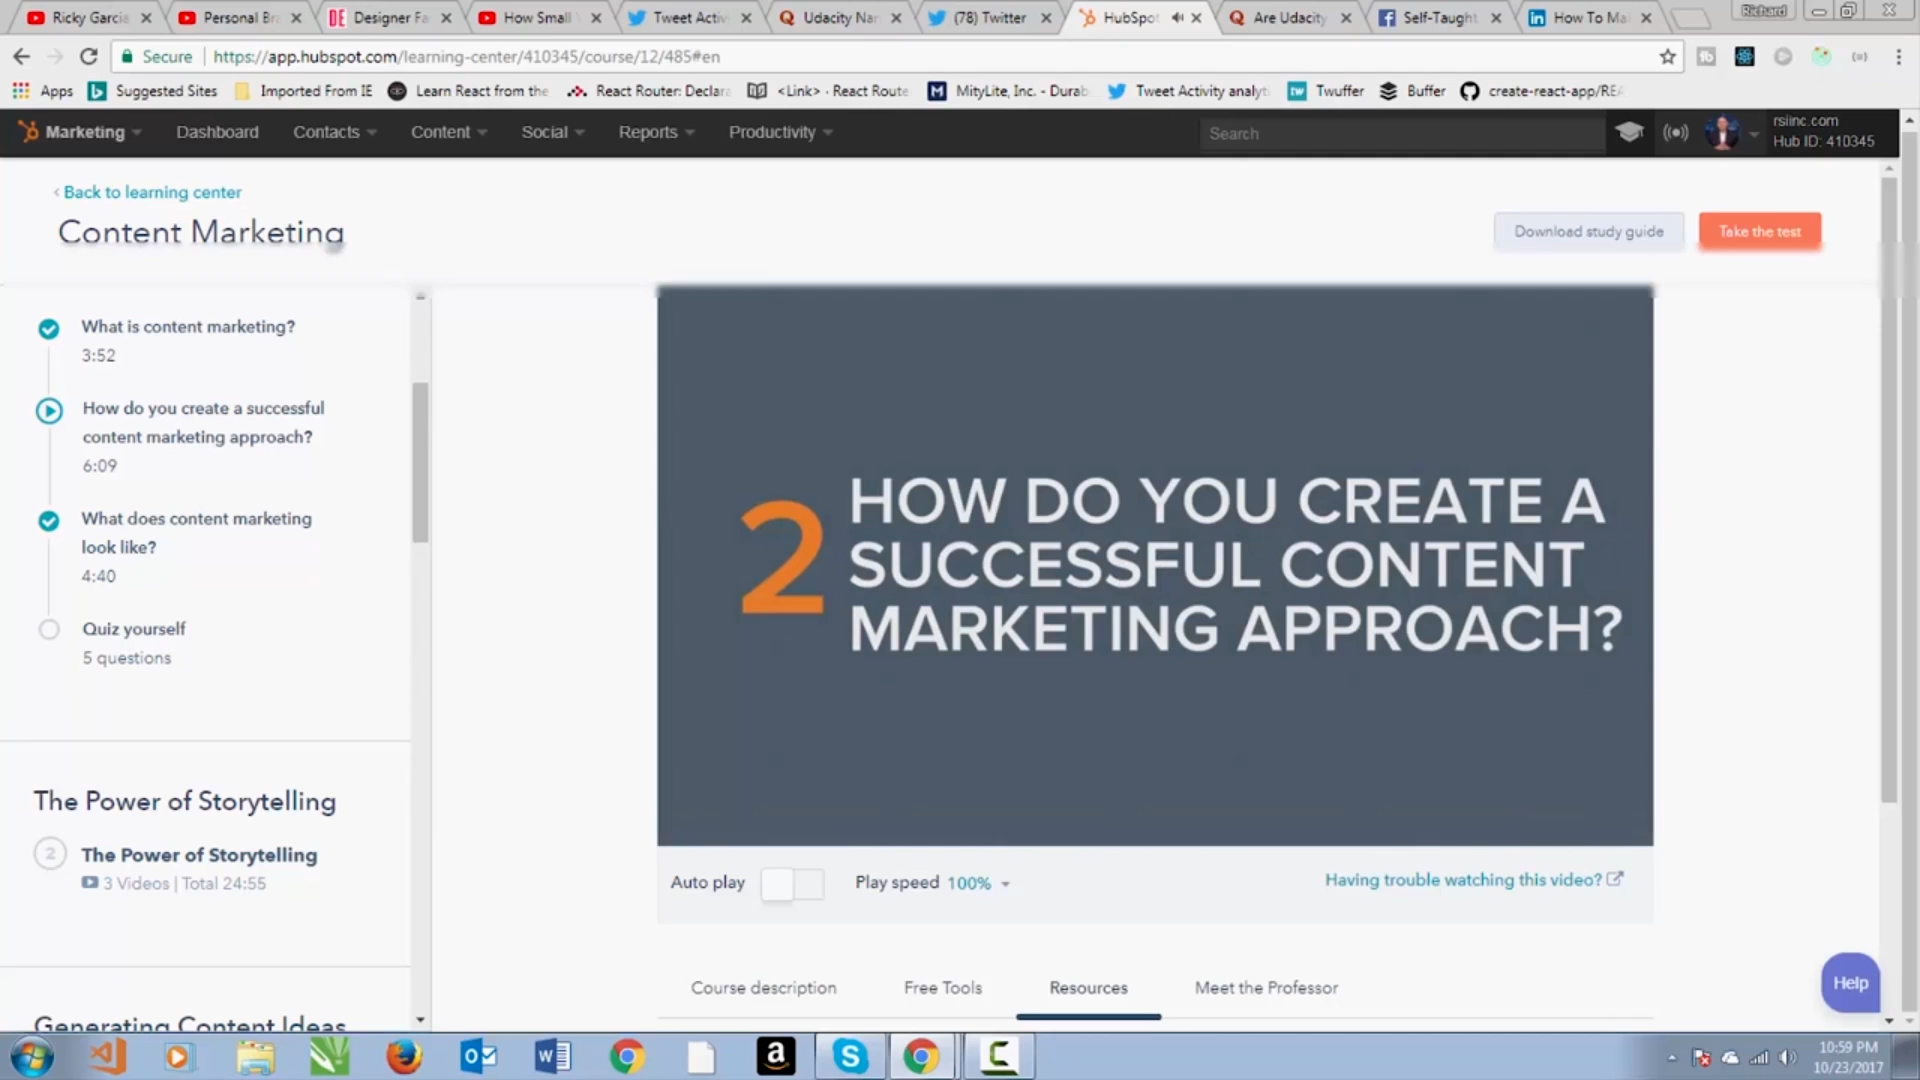 Ricky Garcia
Personal Bra
DE Designer Fa
How Small
Tweet Activ
Udacity Nan
(78) Twitter
HubSpot
Are Udacity
Self-Taught
How To Ma
Richard
Secure https://app.hubspot.com/learning-center/410345/course/12/485#en
Apps
Suggested Sites
Imported From IE
Learn React from the
React Router: Declara
<Link> · React Route
MityLite, Inc. - Durab
Tweet Activity analyt
tw Twuffer
Buffer
create-react-app/REA
Marketing
Dashboard
Contacts
Content
Social
Reports
Productivity
Search
rsiinc.com
Hub ID: 410345
Back to learning center
Content Marketing
Download study guide
Take the test
What is content marketing?
3:52
How do you create a successful
content marketing approach?
6:09
What does content marketing
look like?
4:40
Quiz yourself
5 questions
The Power of Storytelling
2 The Power of Storytelling
3 Videos | Total 24:55
Generating Content Ideas
2 HOW DO YOU CREATE A
SUCCESSFUL CONTENT
MARKETING APPROACH?
Auto play
Play speed 100%
Having trouble watching this video?
Course description
Free Tools
Resources
Meet the Professor
Help
10:59 PM
10/23/2017